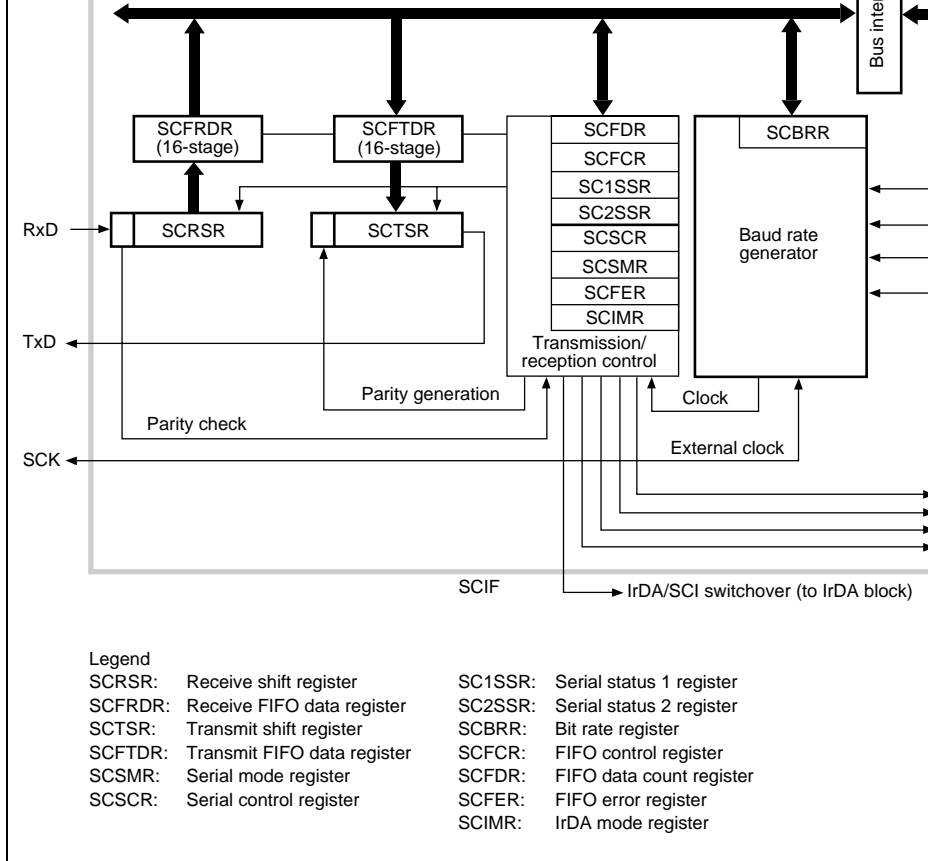 Bus inter
SCFRDR
(16-stage)
SCFTDR
(16-stage)
SCFDR
SCFCR
SC1SSR
SC2SSR
SCSCR
SCSMR
SCFER
SCIMR
Transmission/
reception control
SCBRR
Baud rate
generator
RxD
SCRSR
SCTSR
TxD
Parity generation
Clock
Parity check
External clock
SCK
SCIF
IrDA/SCI switchover (to IrDA block)
Legend
SCRSR: Receive shift register
SCFRDR: Receive FIFO data register
SCTSR: Transmit shift register
SCFTDR: Transmit FIFO data register
SCSMR: Serial mode register
SCSCR: Serial control register
SC1SSR: Serial status 1 register
SC2SSR: Serial status 2 register
SCBRR: Bit rate register
SCFCR: FIFO control register
SCFDR: FIFO data count register
SCFER: FIFO error register
SCIMR: IrDA mode register